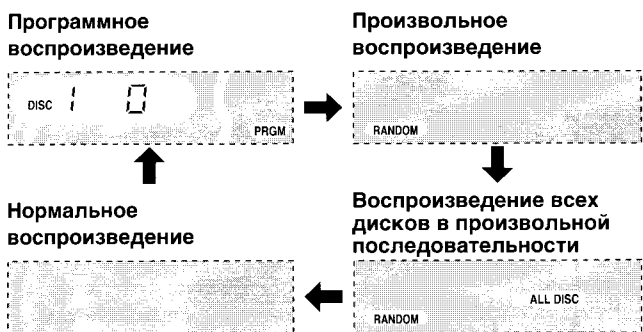 Программное
воспроизведение
DISC 1 0
PRGM
Произвольное
воспроизведение
RANDOM
Воспроизведение всех
дисков в произвольной
последовательности
ALL DISC
RANDOM
Нормальное
воспроизведение